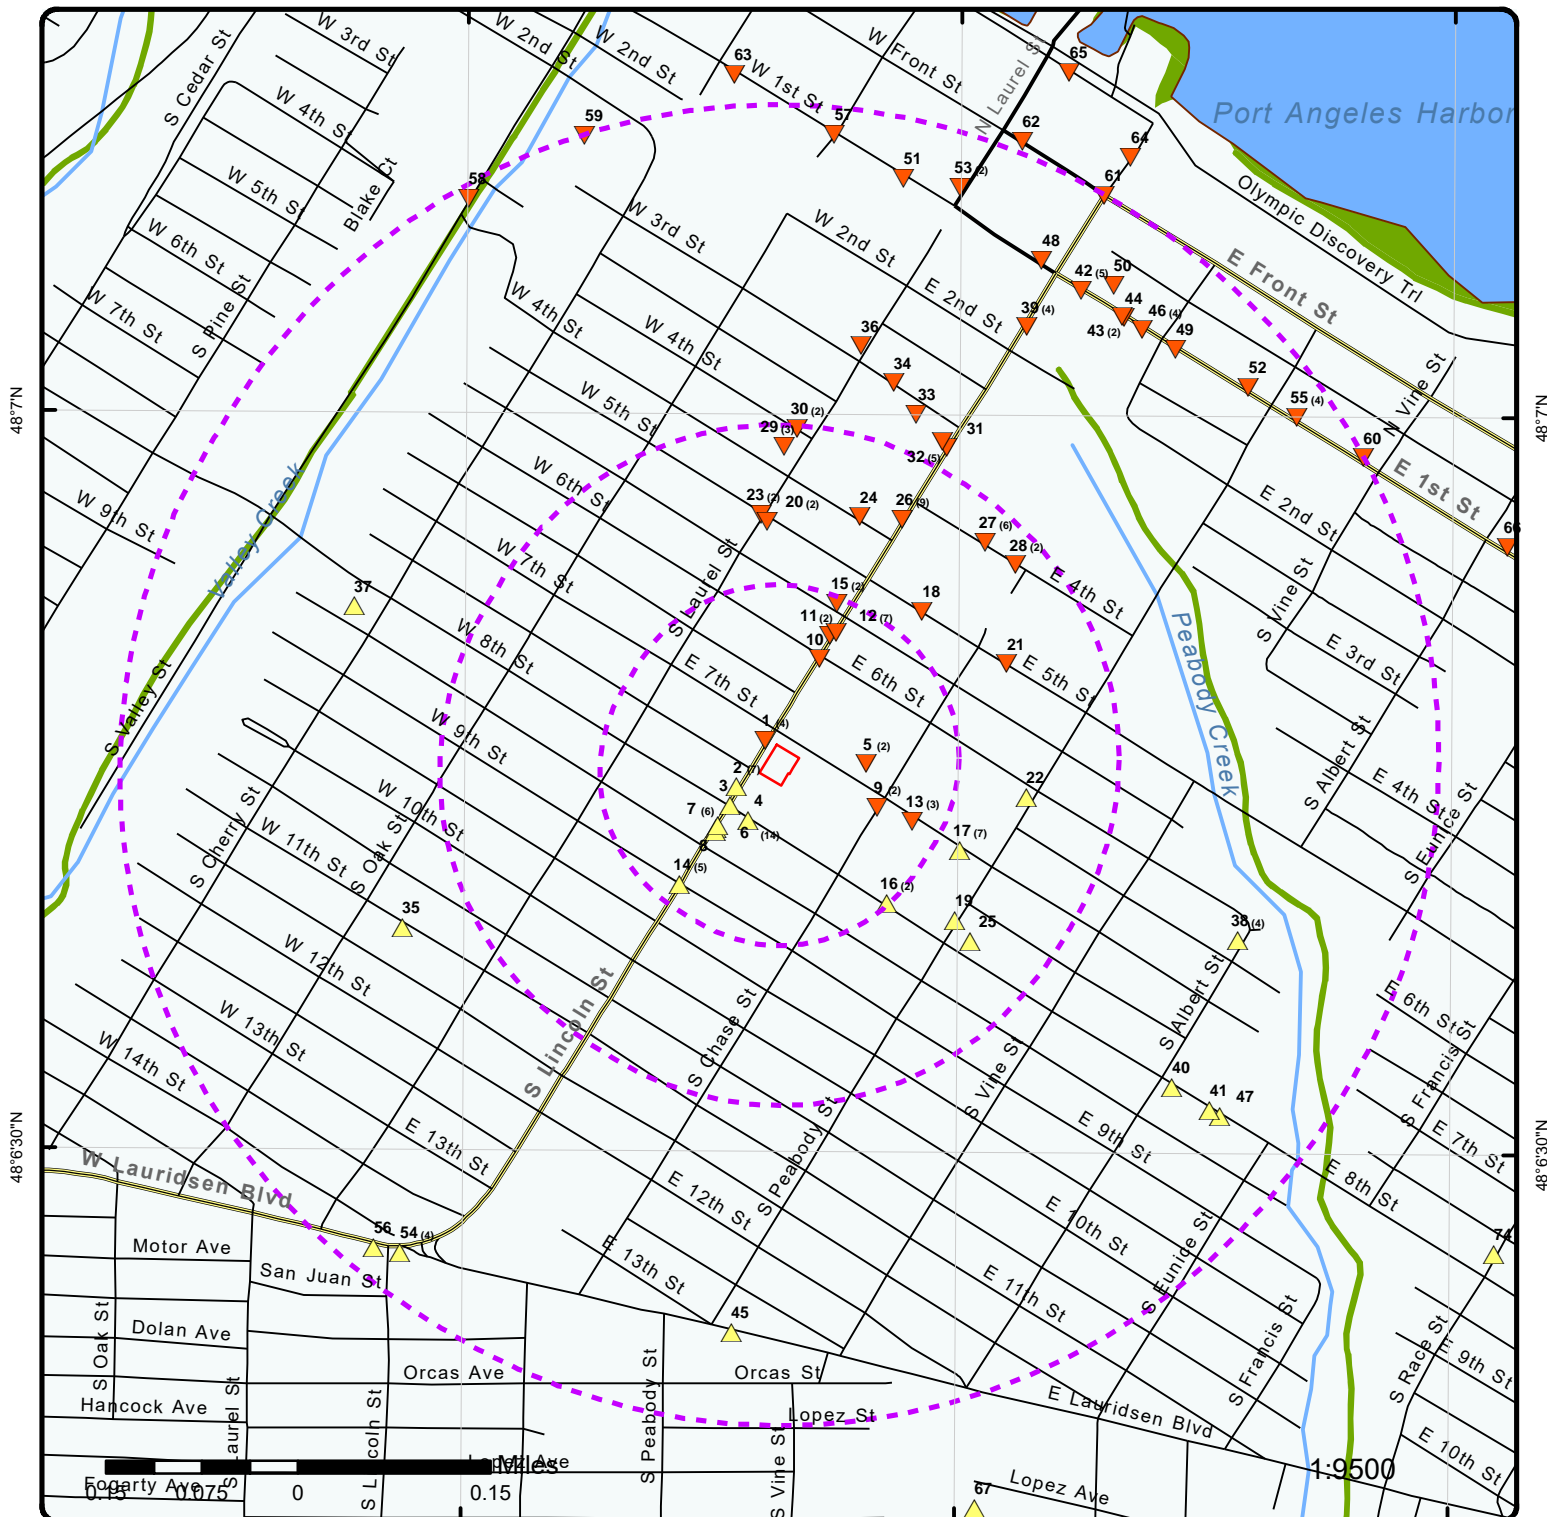 W 3rd St
W 2nd St
W 2nd St
63
W 1st St
W Front St
N Laurel St
65
Port Angeles Harbor
S Cedar St
W 4th St
59
57
62
64
51
53 (2)
61
Blake Ct
58
W 5th St
W 3rd St
W 2nd St
Olympic Discovery Trl
W 6th St
48
E Front St
42 (5)
50
W 7th St
S Pine St
W 4th St
E 2nd St
39 (4)
44
43 (2)
46 (4)
49
W 4th St
36
34
52
N Vine St
48°7'N
48°7'N
33
30 (2)
29 (3)
31
32 (5)
55 (4)
60
W 5th St
E 1st St
Valley Creek
W 6th St
W 9th St
23 (2)
20 (2)
24
26 (9)
E 2nd St
27 (6)
28 (2)
66
W 7th St
S Laurel St
E 4th St
S Vine St
37
15 (2)
18
11 (2)
12 (7)
W 8th St
10
E 7th St
E 6th St
21
E 5th St
Peabody Creek
E 3rd St
S Valley St
W 9th St
1 (4)
5 (2)
S Albert St
E 4th St
2 (7)
3
4
22
9 (2)
13 (3)
W 10th St
7 (6)
6 (14)
8
17 (7)
S Eunice St
W 11th St
S Cherry St
S Oak St
14 (5)
16 (2)
19
25
35
38 (4)
W 12th St
S Albert St
S Lincoln St
E 6th St
W 13th St
S Chase St
W 14th St
S Vine St
S Francis St
40
41
47
48°6'30"N
48°6'30"N
E 13th St
S Peabody St
E 9th St
E 7th St
W Lauridsen Blvd
E 12th St
E 8th St
E 10th St
56
54 (4)
74
Motor Ave
E 13th St
San Juan St
S Eunice St
E 11th St
S Oak St
Dolan Ave
45
S Francis St
S Race St
E 9th St
Orcas Ave
Orcas St
S Peabody St
Hancock Ave
S Laurel St
S Lincoln St
Lopez St
E Lauridsen Blvd
S Vine St
E 10th St
Lopez Ave
Miles
1:9500
Fogarty Ave
0.15
0.075
0
0.15
67
Lopez Ave